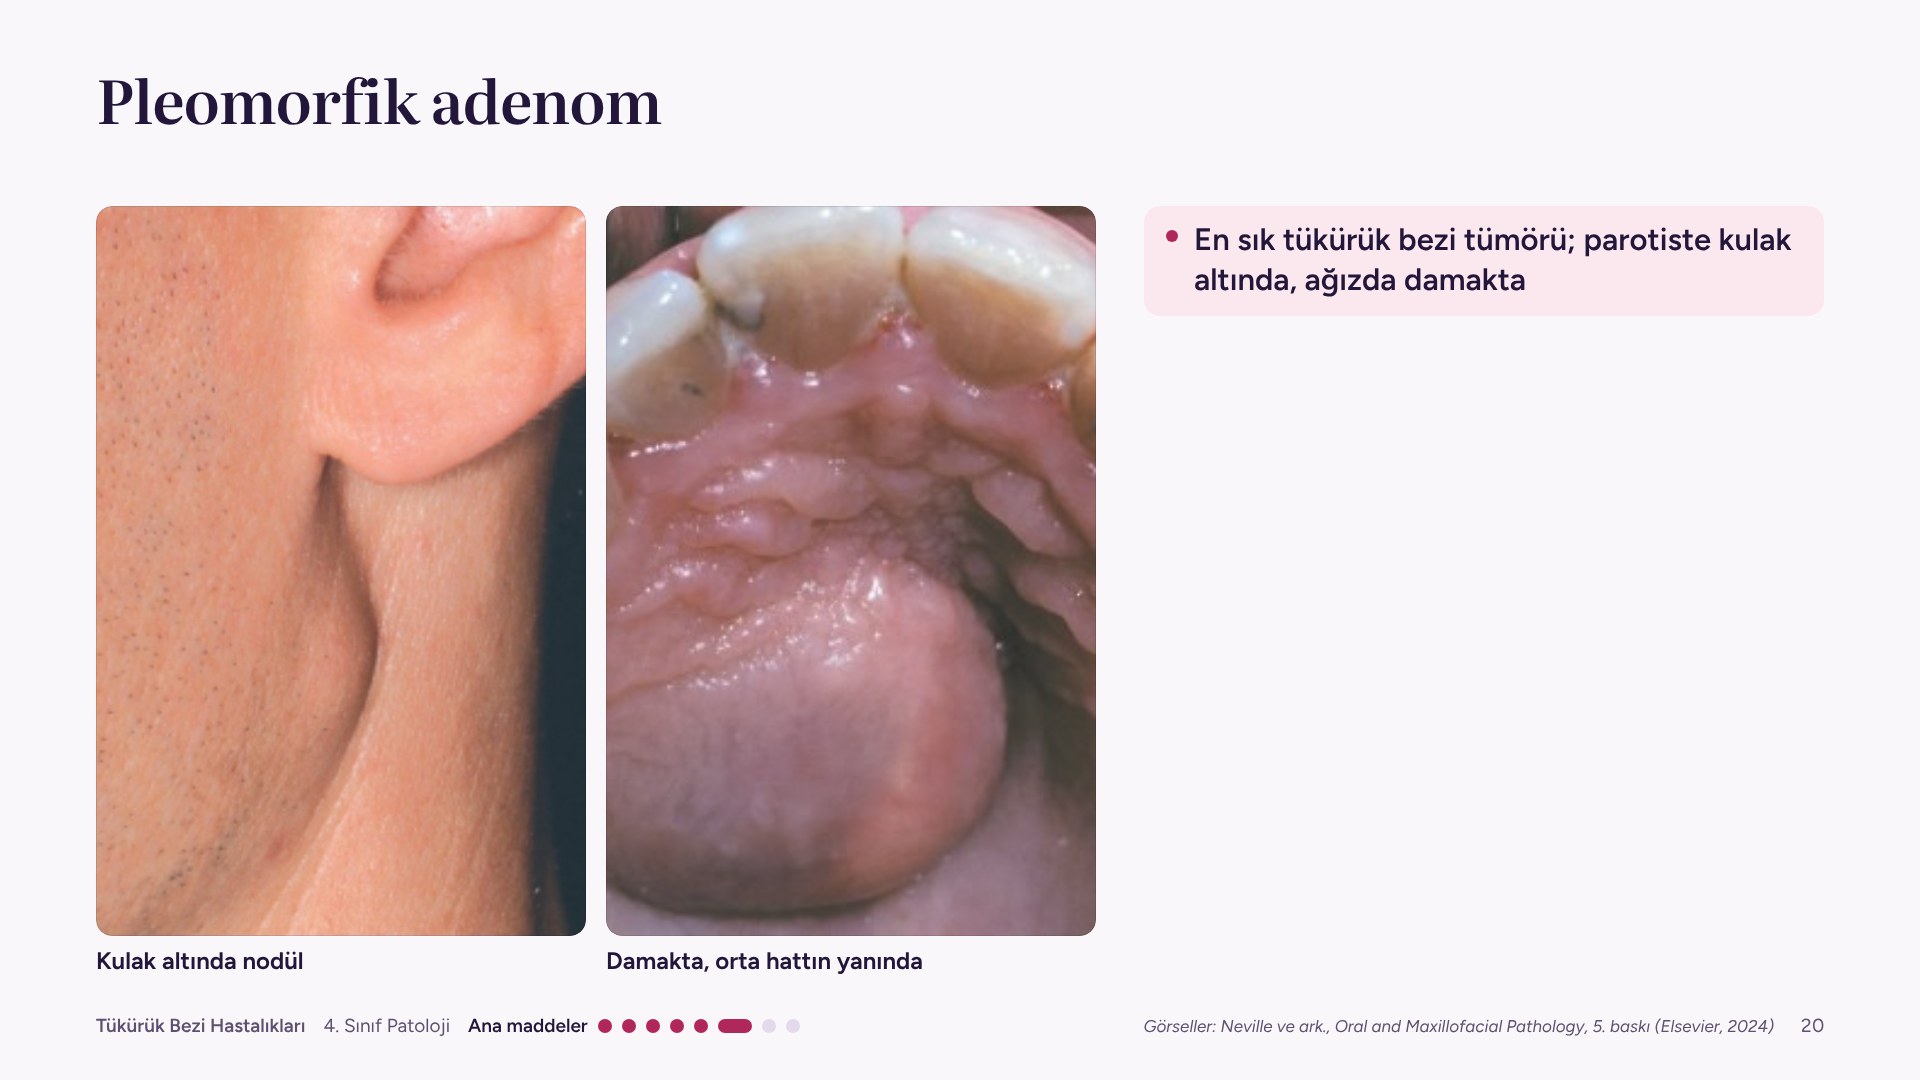 Pleomorfik adenom
En sık tükürük bezi tümörü; parotiste kulak
altında, ağızda damakta
Kulak altında nodül
Damakta, orta hattın yanında
Tükürük Bezi Hastalıkları 4. Sınıf Patoloji Ana maddeler
Görseller: Neville ve ark., Oral and Maxillofacial Pathology, 5. baskı (Elsevier, 2024) 20